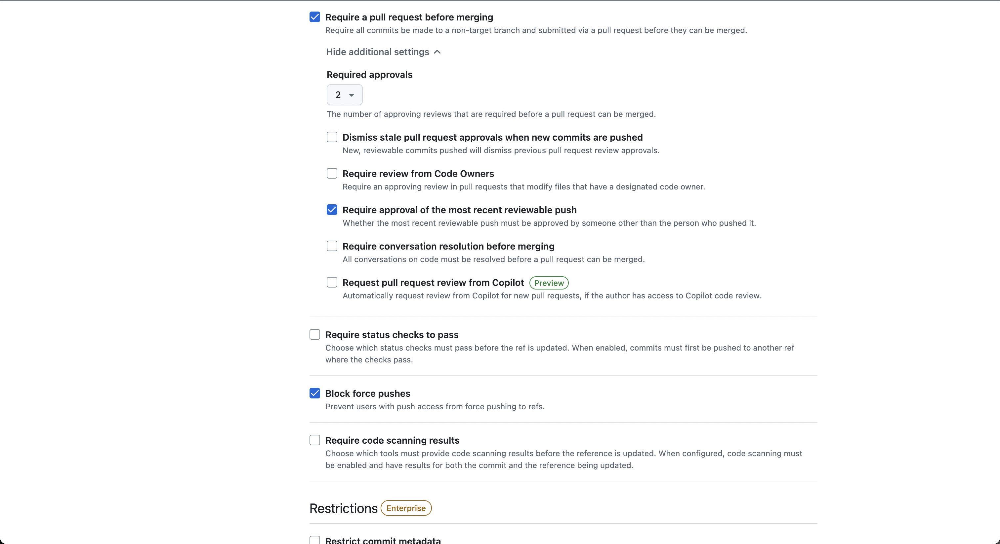 Require a pull request before merging
Require all commits be made to a non-target branch and submitted via a pull request before they can be merged.
Hide additional settings
Required approvals
2
The number of approving reviews that are required before a pull request can be merged.
Dismiss stale pull request approvals when new commits are pushed
New, reviewable commits pushed will dismiss previous pull request review approvals.
Require review from Code Owners
Require an approving review in pull requests that modify files that have a designated code owner.
Require approval of the most recent reviewable push
Whether the most recent reviewable push must be approved by someone other than the person who pushed it.
Require conversation resolution before merging
All conversations on code must be resolved before a pull request can be merged.
Request pull request review from Copilot Preview
Automatically request review from Copilot for new pull requests, if the author has access to Copilot code review.
Require status checks to pass
Choose which status checks must pass before the ref is updated. When enabled, commits must first be pushed to another ref
where the checks pass.
Block force pushes
Prevent users with push access from force pushing to refs.
Require code scanning results
Choose which tools must provide code scanning results before the reference is updated. When configured, code scanning must
be enabled and have results for both the commit and the reference being updated.
Restrictions Enterprise
Restrict commit metadata